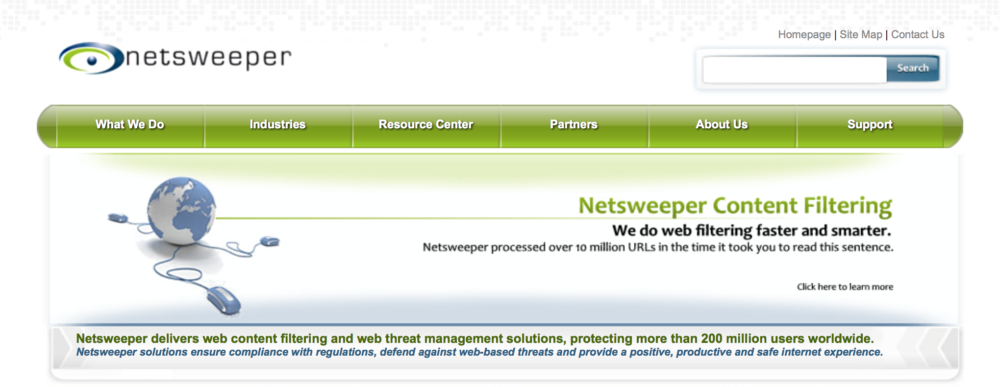 Homepage | Site Map | Contact Us
netsweeper
Search
What We Do
Industries
Resource Center
Partners
About Us
Support
Netsweeper Content Filtering
We do web filtering faster and smarter.
Netsweeper processed over 10 million URLs in the time it took you to read this sentence.
Click here to learn more
Netsweeper delivers web content filtering and web threat management solutions, protecting more than 200 million users worldwide.
Netsweeper solutions ensure compliance with regulations, defend against web-based threats and provide a positive, productive and safe internet experience.